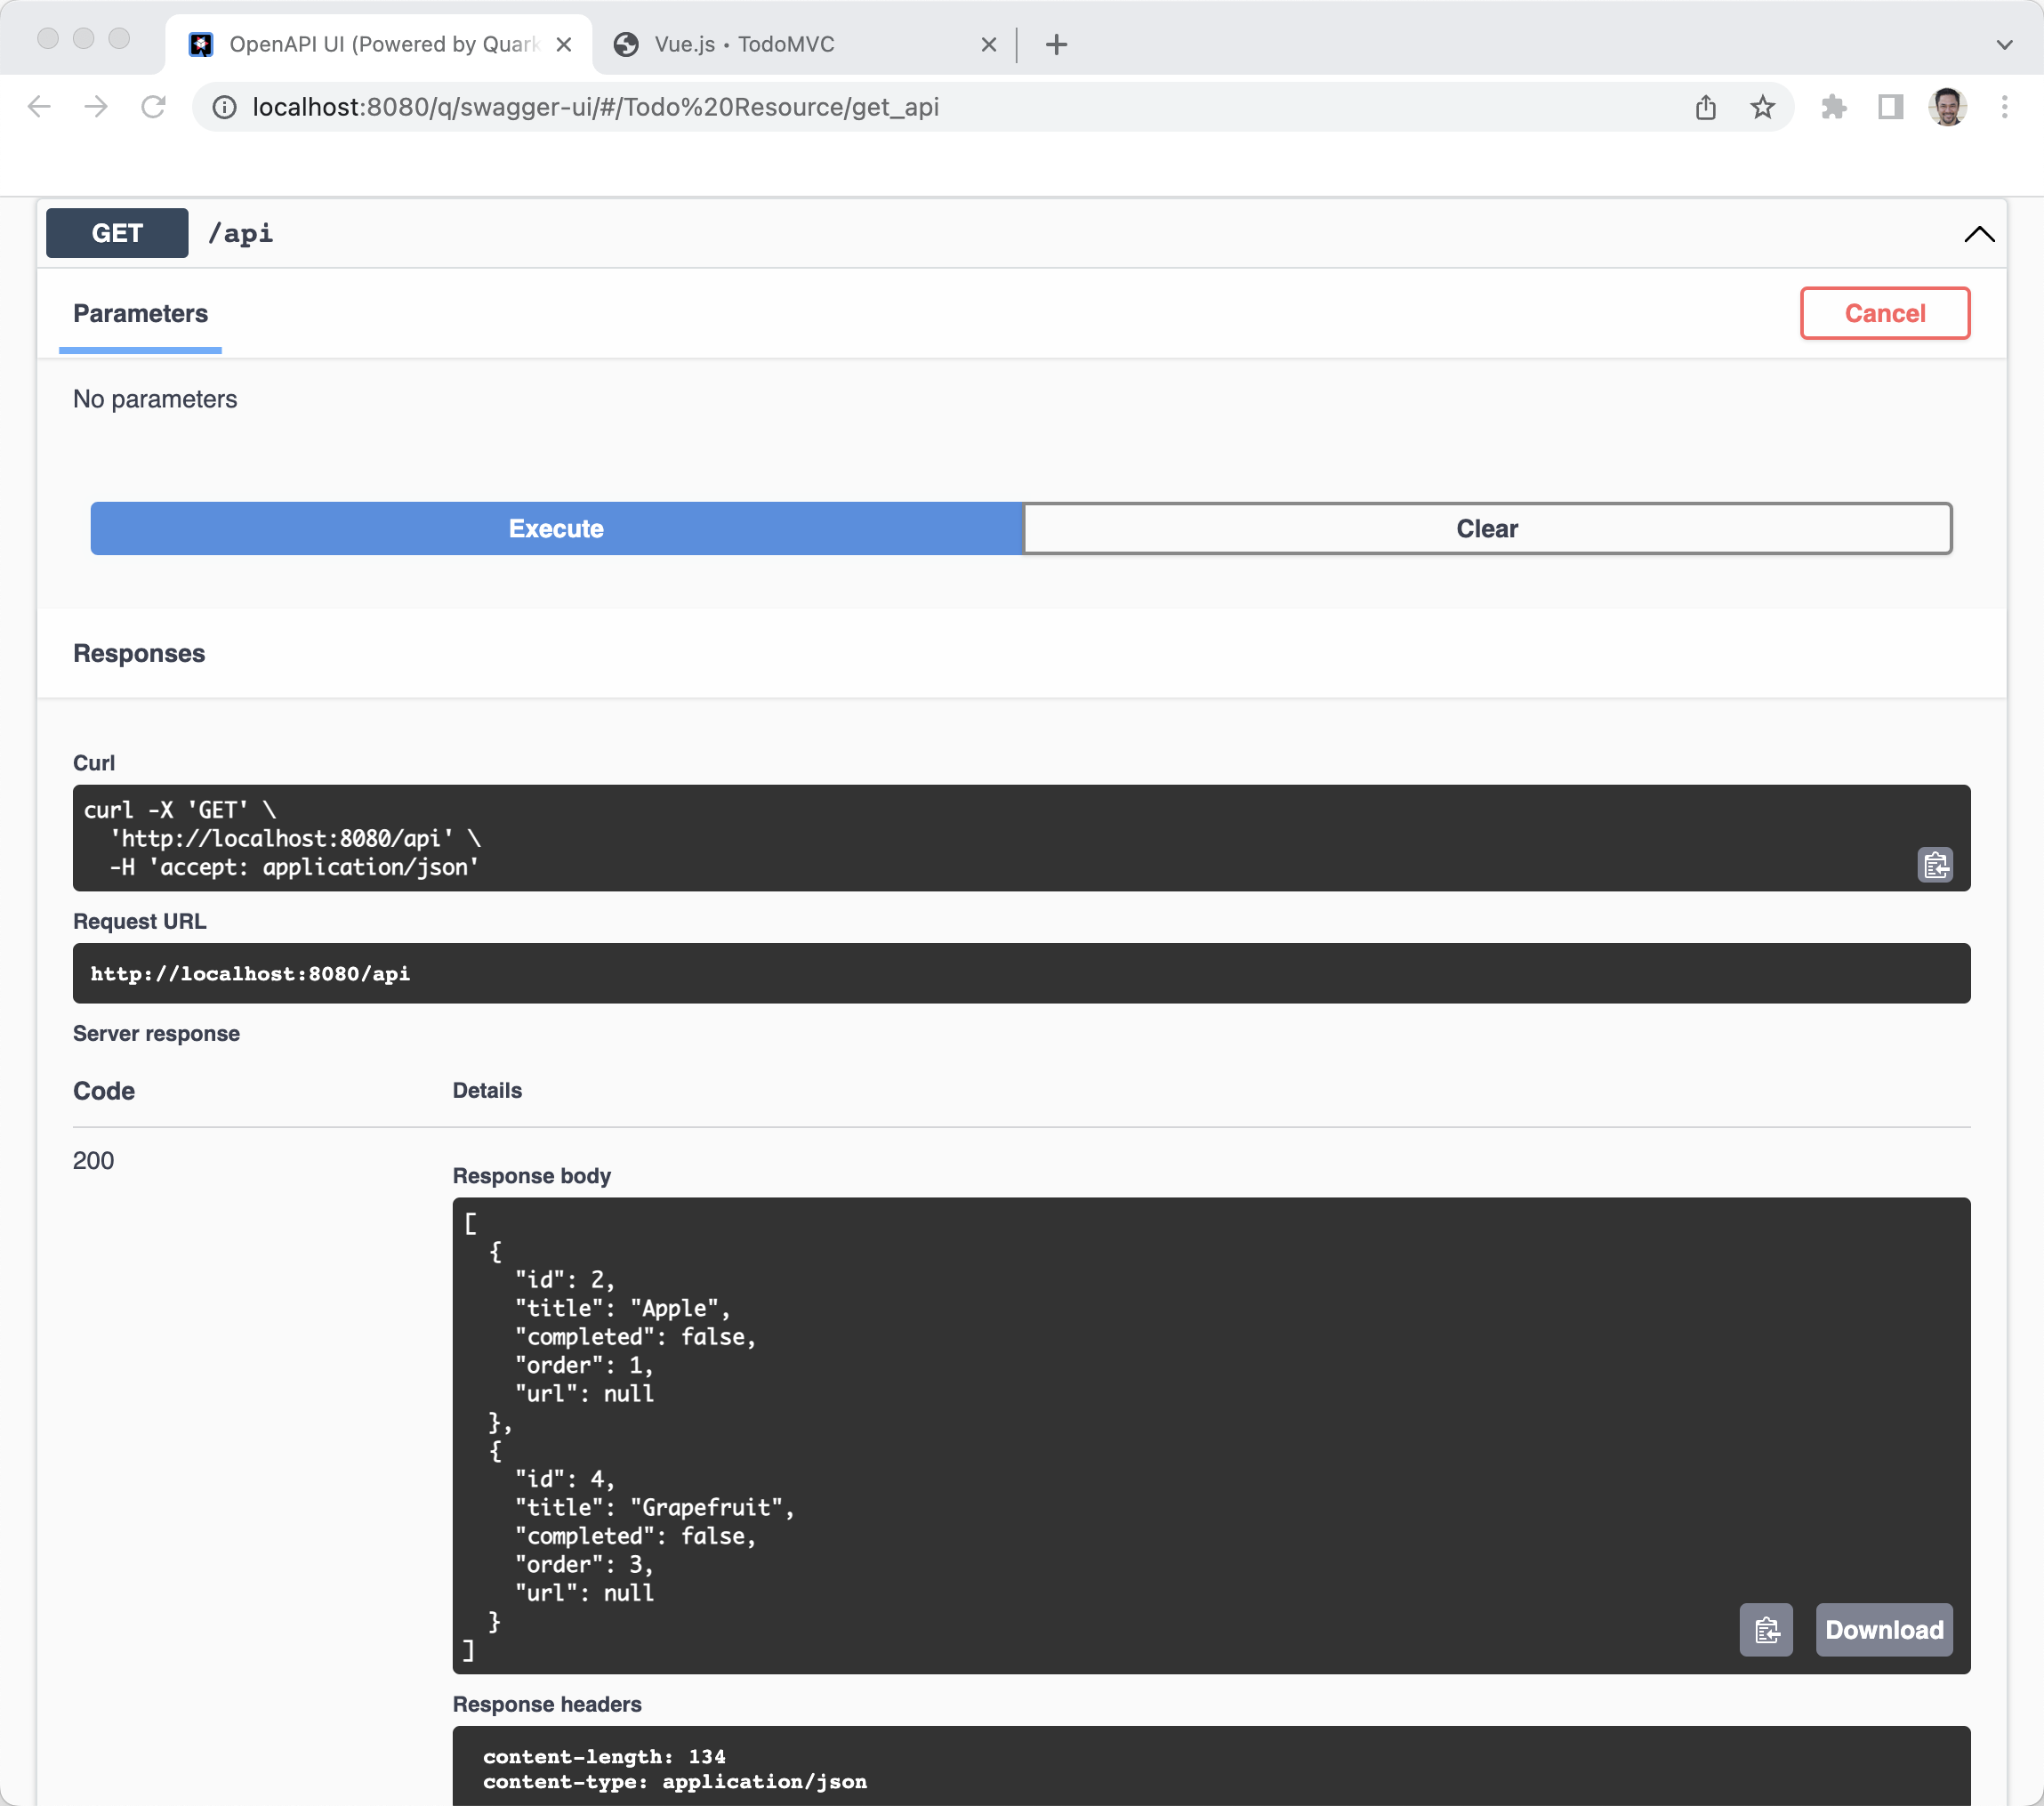 OpenAPI UI (Powered by Quark
Vue.js • TodoMVC
localhost:8080/q/swagger-ui/#/Todo%20Resource/get_api
GET /api
Parameters
Cancel
No parameters
Execute
Clear
Responses
Curl
curl -X 'GET' \
'http://localhost:8080/api' \
-H 'accept: application/json'
Request URL
http://localhost:8080/api
Server response
Code
Details
200
Response body
[
{
"id": 2,
"title": "Apple",
"completed": false,
"order": 1,
"url": null
},
{
"id": 4,
"title": "Grapefruit",
"completed": false,
"order": 3,
"url": null
}
]
Download
Response headers
content-length: 134
content-type: application/json